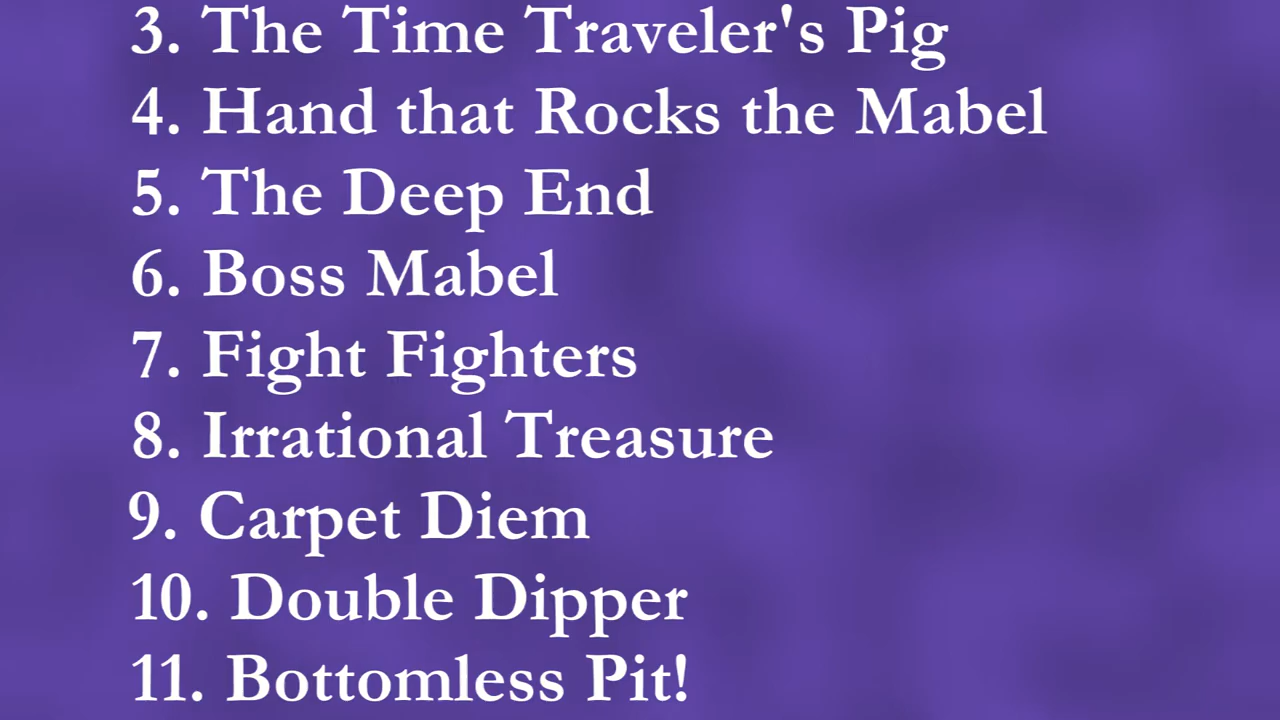 3. The Time Traveler's Pig
4. Hand that Rocks the Mabel
5. The Deep End
6. Boss Mabel
7. Fight Fighters
8. Irrational Treasure
9. Carpet Diem
10. Double Dipper
11. Bottomless Pit!